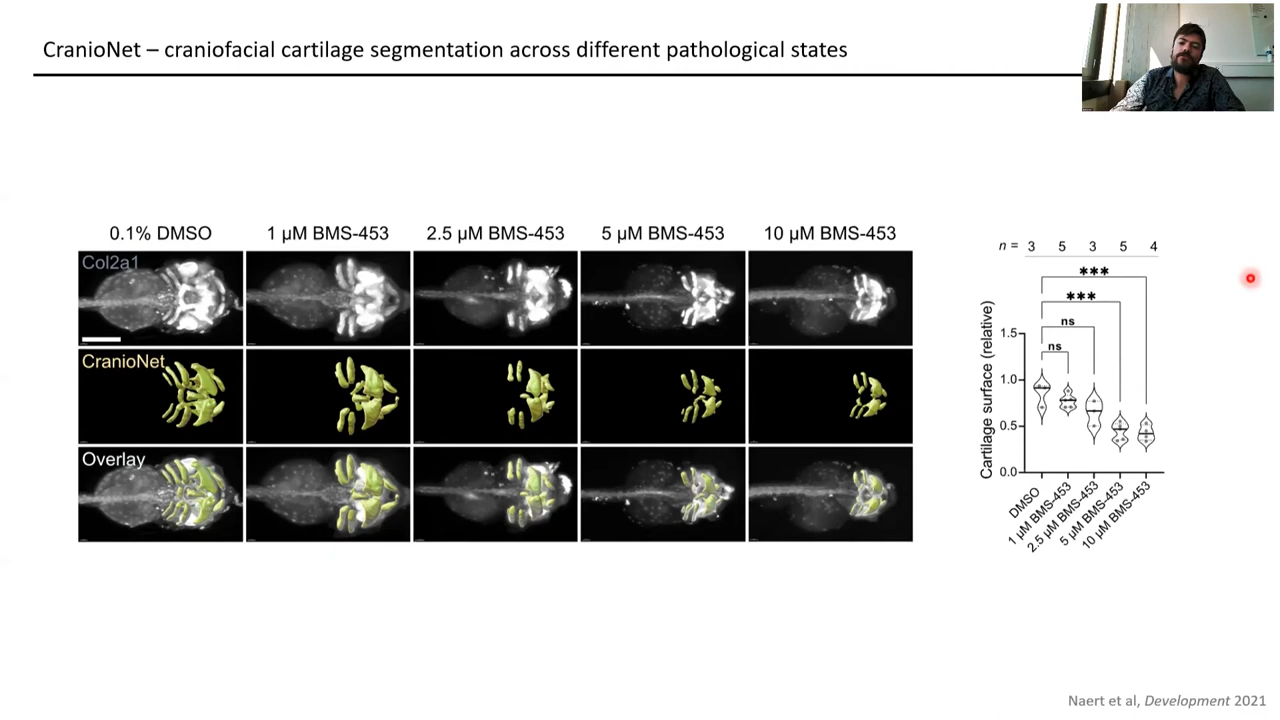 CranioNet – craniofacial cartilage segmentation across different pathological states
0.1% DMSO
1 µM BMS-453
2.5 µM BMS-453
5 µM BMS-453
10 µM BMS-453
Col2a1
CranioNet
Overlay
n = 3 5 3 5 4
***
***
ns
ns
Cartilage surface (relative)
1.5
1.0
0.5
0.0
DMSO
1 µM BMS-453
2.5 µM BMS-453
5 µM BMS-453
10 µM BMS-453
Naert et al, Development 2021